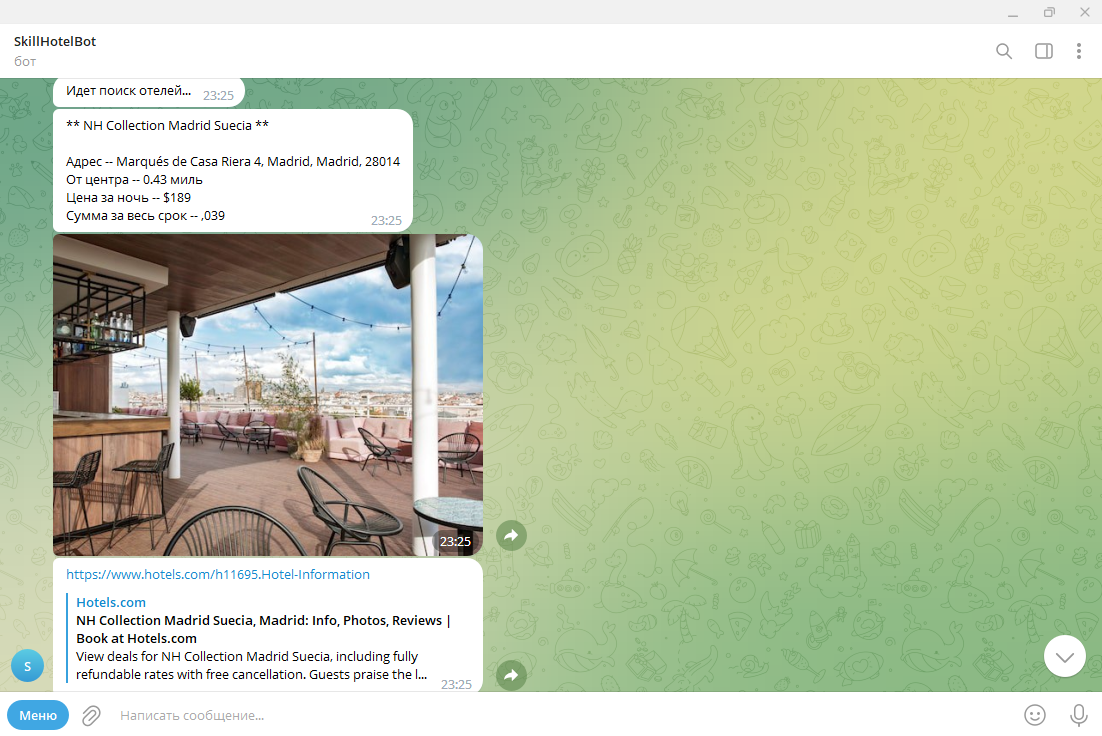 SkillHotelBot
бот
Идет поиск отелей... 23:25
** NH Collection Madrid Suecia **
Адрес -- Marqués de Casa Riera 4, Madrid, Madrid, 28014
От центра -- 0.43 миль
Цена за ночь -- $189
Сумма за весь срок -- ,039
23:25
23:25
https://www.hotels.com/h11695.Hotel-Information
Hotels.com
NH Collection Madrid Suecia, Madrid: Info, Photos, Reviews |
Book at Hotels.com
View deals for NH Collection Madrid Suecia, including fully
refundable rates with free cancellation. Guests praise the l...
23:25
S
Меню
Написать сообщение...